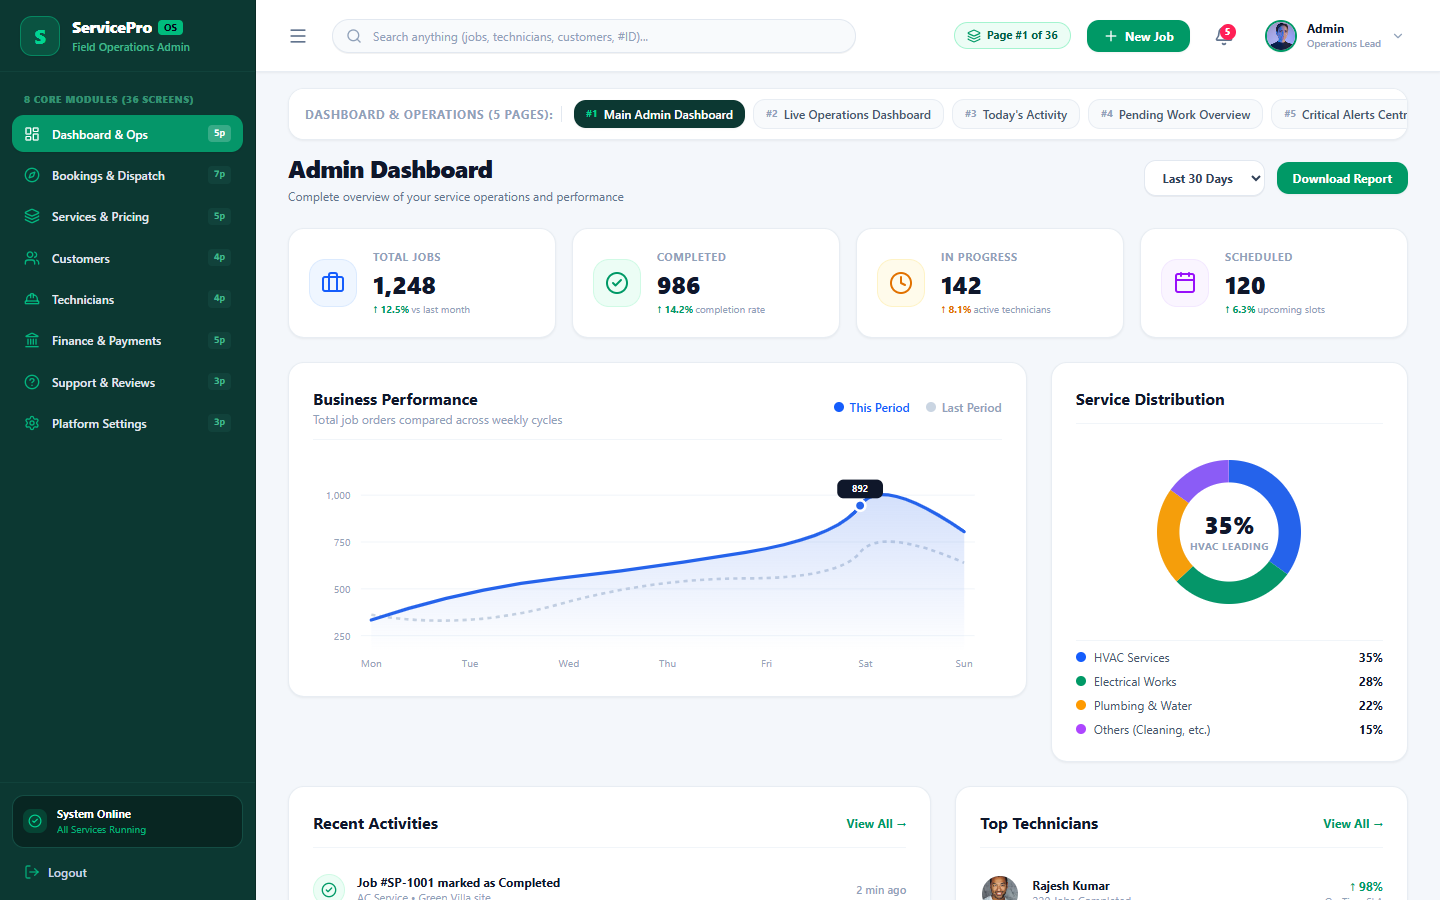 S
ServicePro OS
Field Operations Admin
8 CORE MODULES (36 SCREENS)
Dashboard & Ops 5p
Bookings & Dispatch 7p
Services & Pricing 5p
Customers 4p
Technicians 4p
Finance & Payments 5p
Support & Reviews 3p
Platform Settings 3p
System Online
All Services Running
Logout
Search anything (jobs, technicians, customers, #ID)...
Page #1 of 36
New Job
5
Admin
Operations Lead
DASHBOARD & OPERATIONS (5 PAGES):
#1 Main Admin Dashboard
#2 Live Operations Dashboard
#3 Today's Activity
#4 Pending Work Overview
#5 Critical Alerts Centr
Admin Dashboard
Complete overview of your service operations and performance
Last 30 Days
Download Report
TOTAL JOBS
1,248
↑ 12.5% vs last month
COMPLETED
986
↑ 14.2% completion rate
IN PROGRESS
142
↑ 8.1% active technicians
SCHEDULED
120
↑ 6.3% upcoming slots
Business Performance
Total job orders compared across weekly cycles
This Period
Last Period
892
1,000
750
500
250
Mon Tue Wed Thu Fri Sat Sun
Service Distribution
35%
HVAC LEADING
HVAC Services 35%
Electrical Works 28%
Plumbing & Water 22%
Others (Cleaning, etc.) 15%
Recent Activities
View All →
Job #SP-1001 marked as Completed
AC Service • Green Villa site
2 min ago
Top Technicians
View All →
Rajesh Kumar
↑ 98%